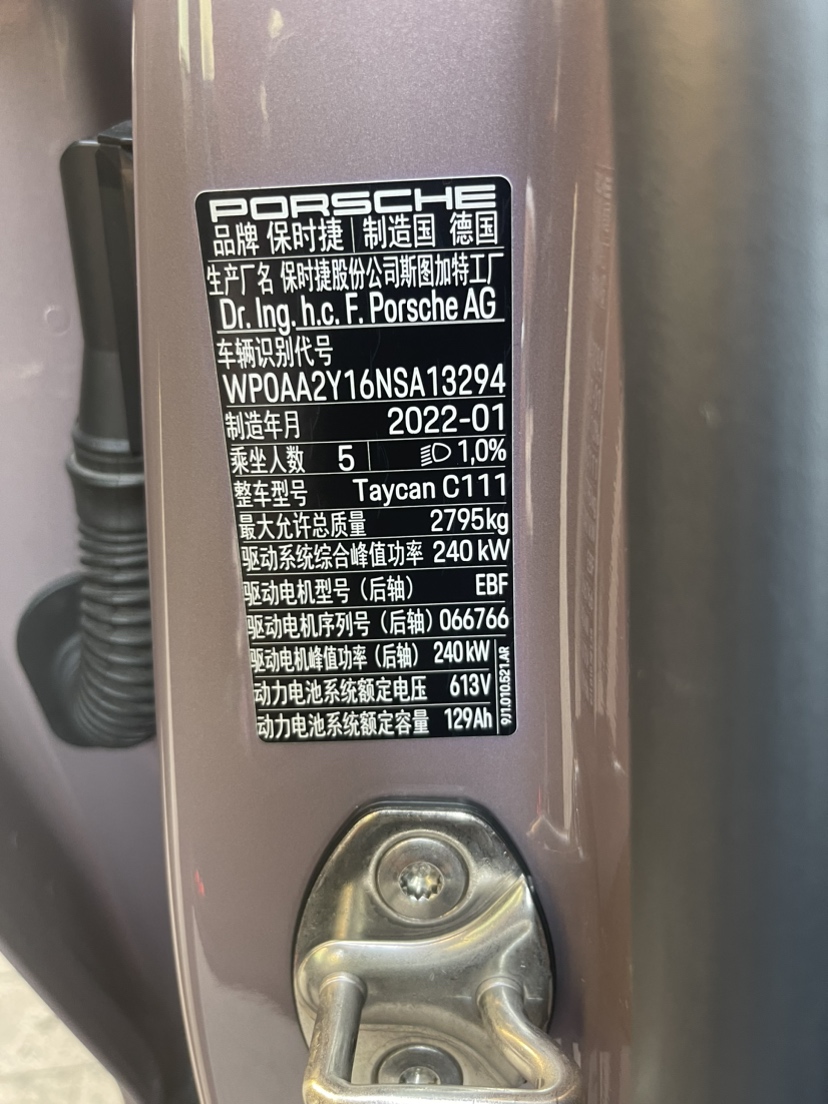 PORSCHE
品牌 保时捷 制造国 德国
生产厂名 保时捷股份公司斯图加特工厂
Dr. Ing. h.c. F. Porsche AG
车辆识别代号
WP0AA2Y16NSA13294
制造年月 2022-01
乘坐人数 5 1,0%
整车型号 Taycan C111
最大允许总质量 2795kg
驱动系统综合峰值功率 240 kW
驱动电机型号（后轴） EBF
驱动电机序列号（后轴）066766
驱动电机峰值功率（后轴） 240 kW
动力电池系统额定电压 613V
动力电池系统额定容量 129Ah
911.010.521.AR